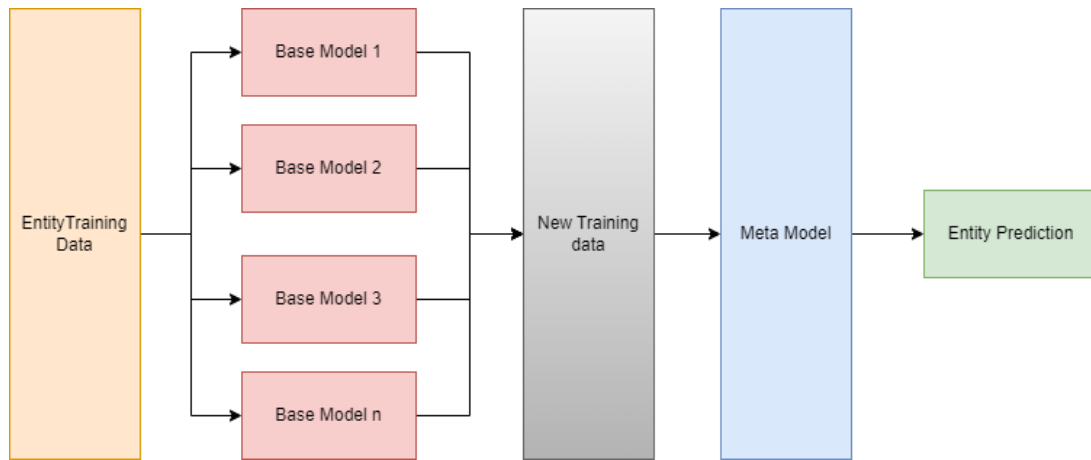 EntityTraining
Data
Base Model 1
Base Model 2
Base Model 3
Base Model n
New Training
data
Meta Model
Entity Prediction